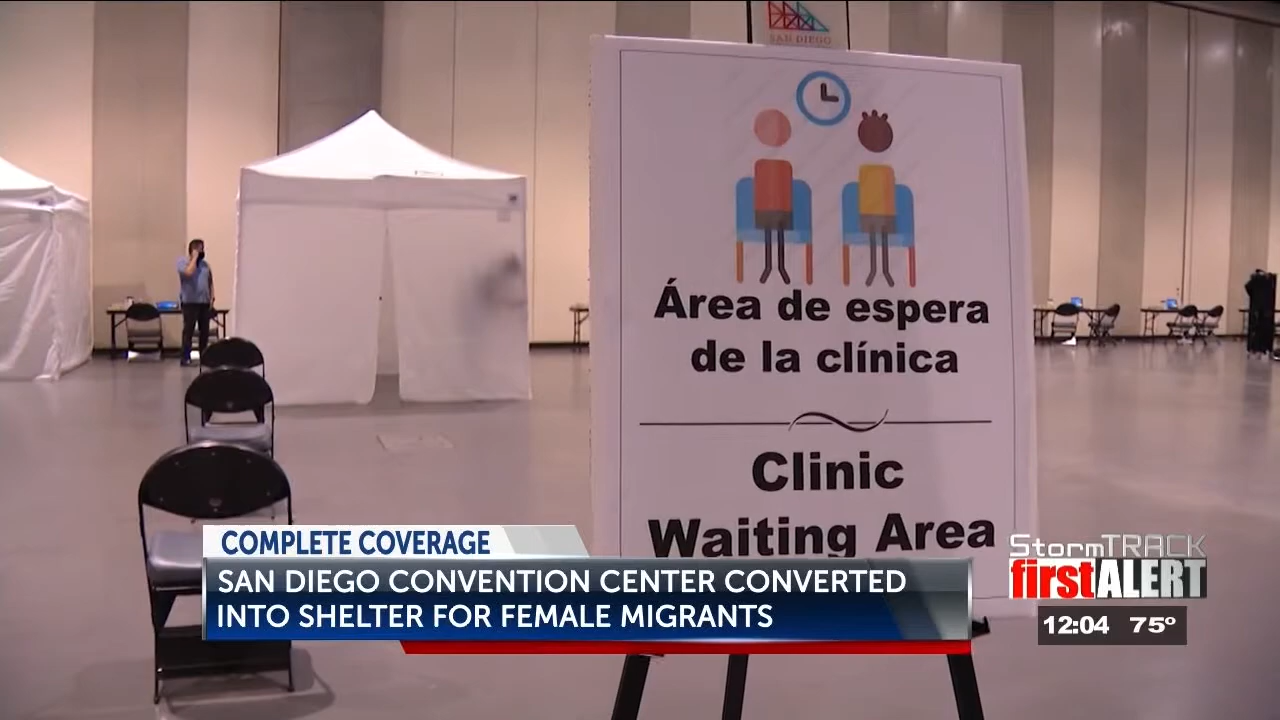 SAN DIEGO
Área de espera
de la clínica
Clinic
Waiting Area
COMPLETE COVERAGE
SAN DIEGO CONVENTION CENTER CONVERTED
INTO SHELTER FOR FEMALE MIGRANTS
StormTRACK
firstALERT
12:04 75º